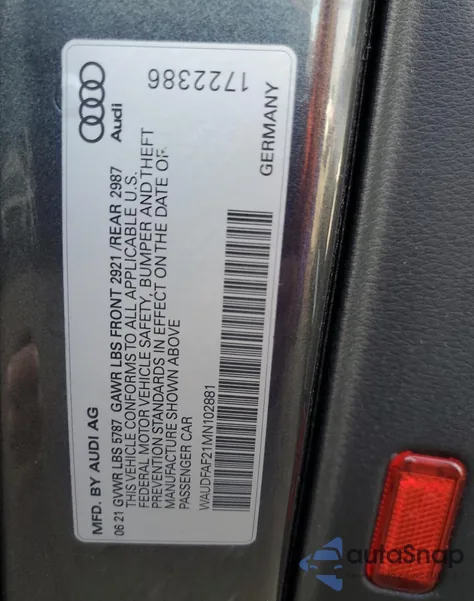 MFD. BY AUDI AG
06 21 GVWR LBS 5787 GAWR LBS FRONT 2921 /REAR 2987
THIS VEHICLE CONFORMS TO ALL APPLICABLE U.S.
FEDERAL MOTOR VEHICLE SAFETY, BUMPER AND THEFT
PREVENTION STANDARDS IN EFFECT ON THE DATE OF
MANUFACTURE SHOWN ABOVE
PASSENGER CAR
WAUDFAF21MN102881
GERMANY
Audi
1722386
autoSnap